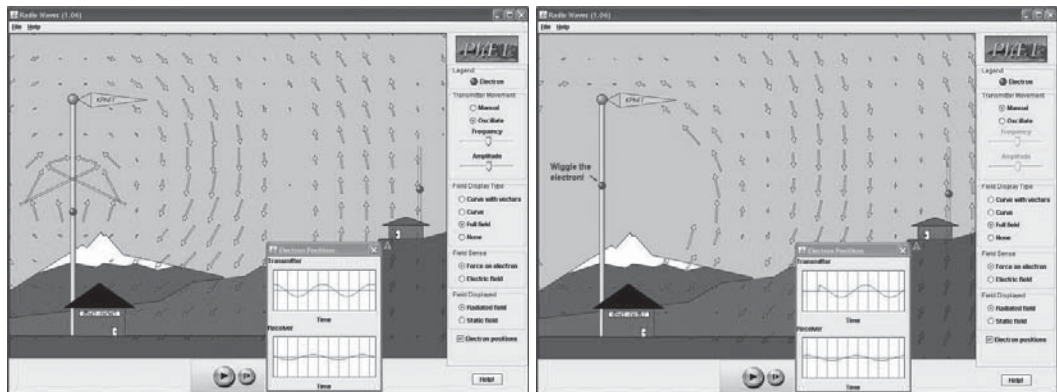 Radio Waves (1.06)
File Help
PhET
Legend
Electron
Transmitter Movement
Manual
Oscillate
Frequency
Amplitude
Field Display Type
Curve with vectors
Curve
Full field
None
Field Sense
Force on electron
Electric field
Field Displayed
Radiated field
Static field
Electron positions
KPhET
Electron Positions
Transmitter
Time
Receiver
Time
Help!
Radio Waves (1.06)
File Help
PhET
Legend
Electron
Transmitter Movement
Manual
Oscillate
Frequency
Amplitude
Field Display Type
Curve with vectors
Curve
Full field
None
Field Sense
Force on electron
Electric field
Field Displayed
Radiated field
Static field
Electron positions
KPhET
Wiggle the
electron!
Electron Positions
Transmitter
Time
Receiver
Time
Help!